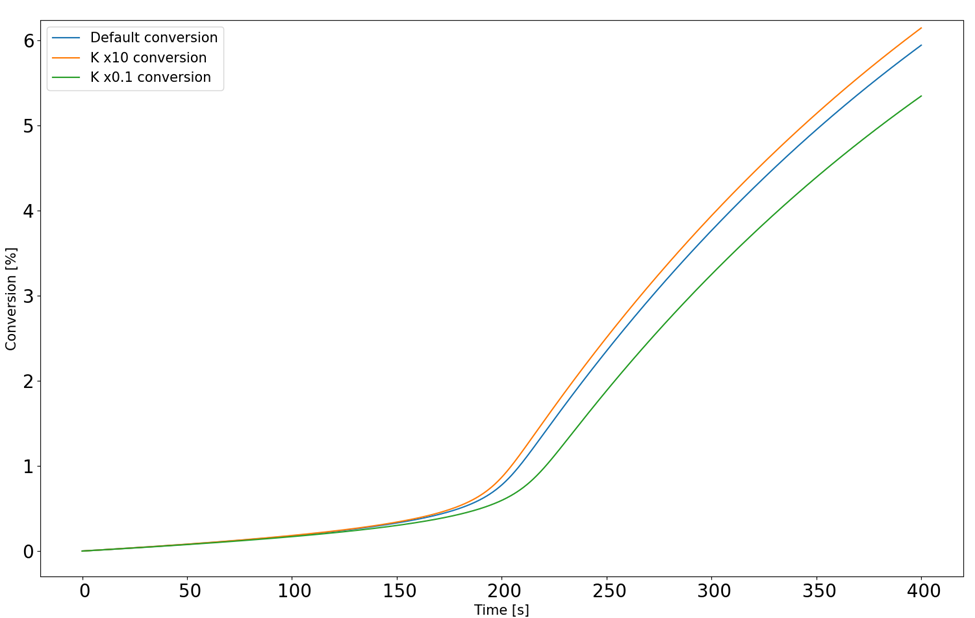 Default conversion
K x10 conversion
K x0.1 conversion
6
5
4
3
2
1
0
Conversion [%]
0 50 100 150 200 250 300 350 400
Time [s]